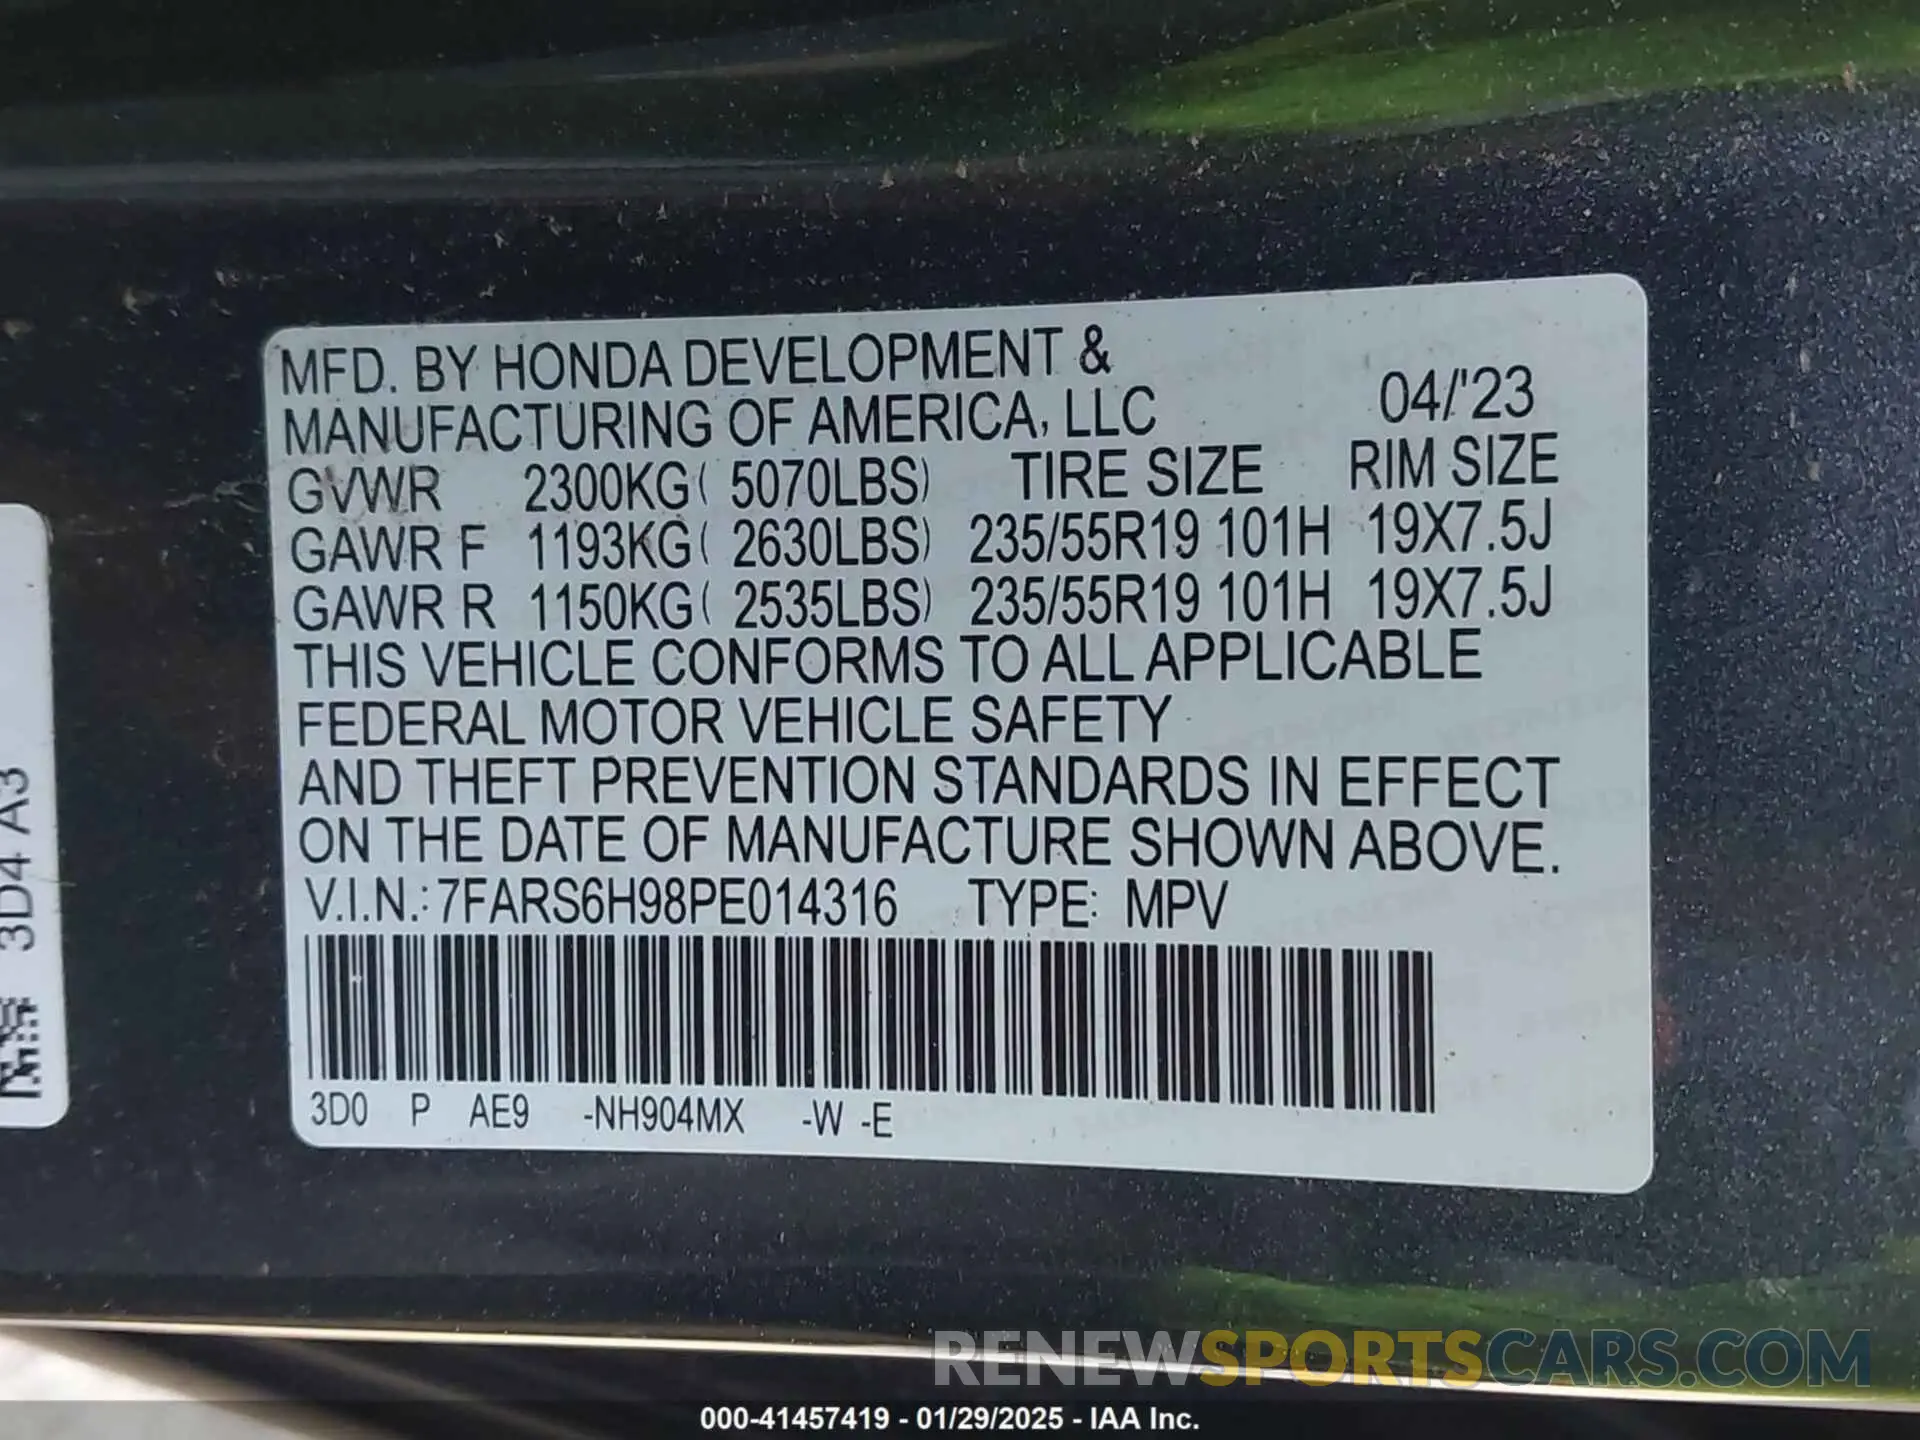 MFD. BY HONDA DEVELOPMENT &
MANUFACTURING OF AMERICA, LLC 04/'23
GVWR 2300KG( 5070LBS) TIRE SIZE RIM SIZE
GAWR F 1193KG( 2630LBS) 235/55R19 101H 19X7.5J
GAWR R 1150KG( 2535LBS) 235/55R19 101H 19X7.5J
THIS VEHICLE CONFORMS TO ALL APPLICABLE
FEDERAL MOTOR VEHICLE SAFETY
AND THEFT PREVENTION STANDARDS IN EFFECT
ON THE DATE OF MANUFACTURE SHOWN ABOVE.
V.I.N.: 7FARS6H98PE014316 TYPE: MPV
3D0 P AE9 -NH904MX -W -E
3D4 A3
RENEWSPORTSCARS.COM
000-41457419 - 01/29/2025 - IAA Inc.